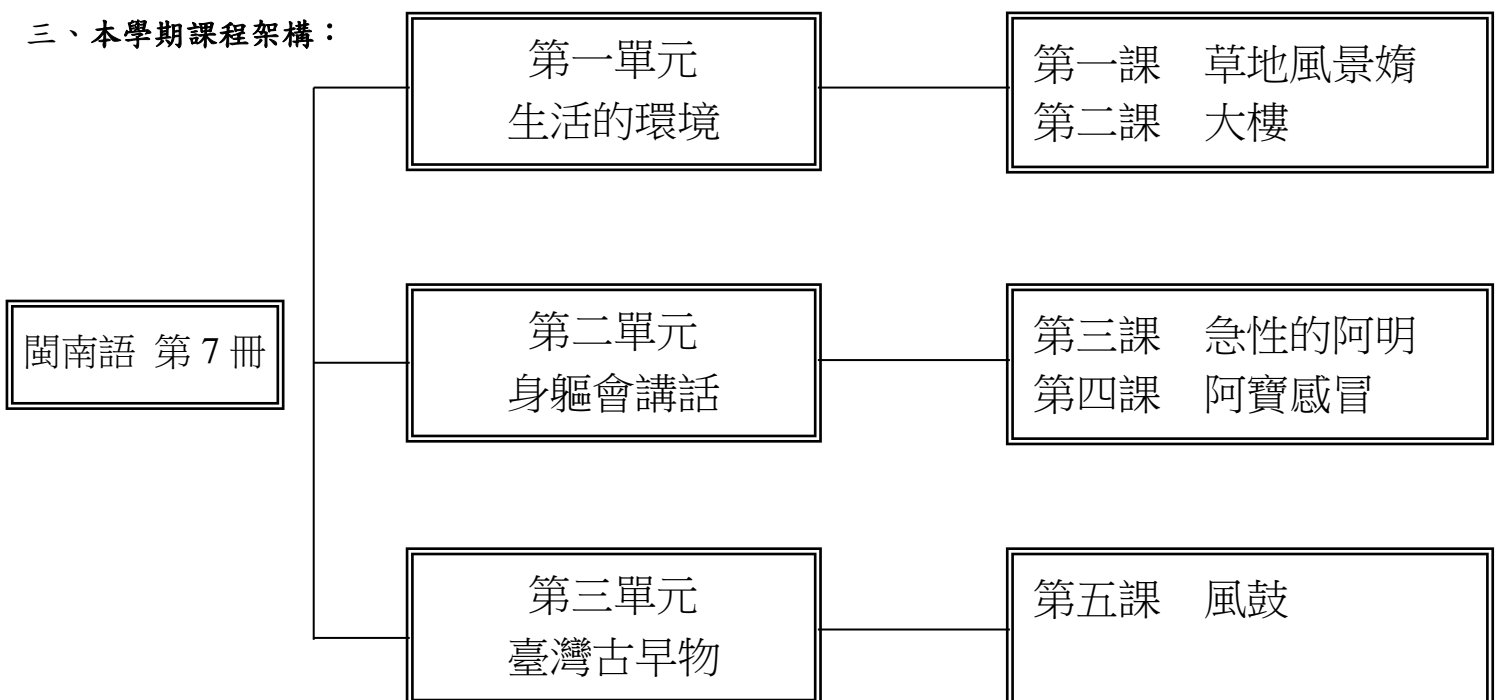 三、本學期課程架構：
第一單元
生活的環境
第一課　草地風景媠
第二課　大樓
閩南語 第 7 冊
第二單元
身軀會講話
第三課　急性的阿明
第四課　阿寶感冒
第三單元
臺灣古早物
第五課　風鼓